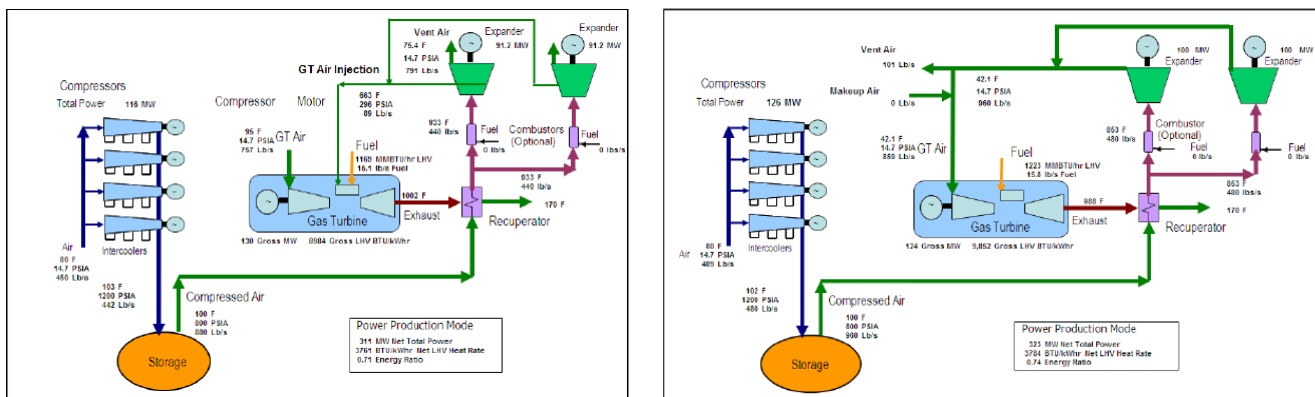 Expander
91.2 MW
Expander
91.2 MW
Vent Air
75.4 F
14.7 PSIA
791 Lb/s
GT Air Injection
Compressors
Total Power 116 MW
Compressor Motor
663 F
296 PSIA
89 Lb/s
95 F
14.7 PSIA
757 Lb/s
GT Air
Fuel
1169 MMBTU/hr LHV
16.1 lb/s Fuel
933 F
440 lb/s
Fuel
0 lb/s
Combustors
(Optional)
Fuel
0 lbs/s
933 F
440 lb/s
1002 F
Exhaust
170 F
Recuperator
Gas Turbine
130 Gross MW 8984 Gross LHV BTU/kWhr
Intercoolers
Air
80 F
14.7 PSIA
450 Lb/s
103 F
1200 PSIA
442 Lb/s
Compressed Air
100 F
800 PSIA
880 Lb/s
Storage
Power Production Mode
311 MW Net Total Power
3761 BTU/kWhr Net LHV Heat Rate
0.71 Energy Ratio
100 MW
Expander
100 MW
Expander
Vent Air
101 Lb/s
Makeup Air
0 Lb/s
42.1 F
14.7 PSIA
960 Lb/s
Compressors
Total Power 126 MW
42.1 F
14.7 PSIA
859 Lb/s
GT Air
Fuel
1223 MMBTU/hr LHV
15.8 lb/s Fuel
853 F
480 lb/s
Combustor
(Optional)
Fuel
0 lb/s
Fuel
0 lb/s
853 F
480 lbs/s
988 F
Exhaust
170 F
Recuperator
Gas Turbine
124 Gross MW 9,852 Gross LHV BTU/kWhr
Intercoolers
Air
80 F
14.7 PSIA
489 Lb/s
102 F
1200 PSIA
480 Lb/s
Compressed Air
100 F
800 PSIA
960 Lb/s
Storage
Power Production Mode
323 MW Net Total Power
3784 BTU/kWhr Net LHV Heat Rate
0.74 Energy Ratio